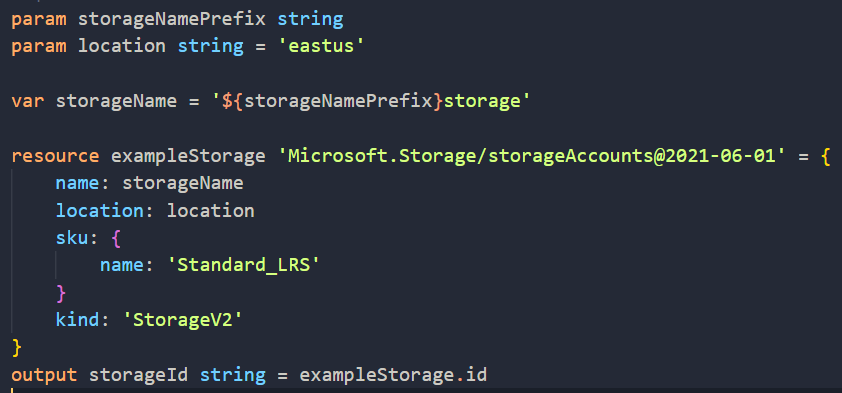 param storageNamePrefix string
param location string = 'eastus'
var storageName = '${storageNamePrefix}storage'
resource exampleStorage 'Microsoft.Storage/storageAccounts@2021-06-01' = {
    name: storageName
    location: location
    sku: {
        name: 'Standard_LRS'
    }
    kind: 'StorageV2'
}
output storageId string = exampleStorage.id